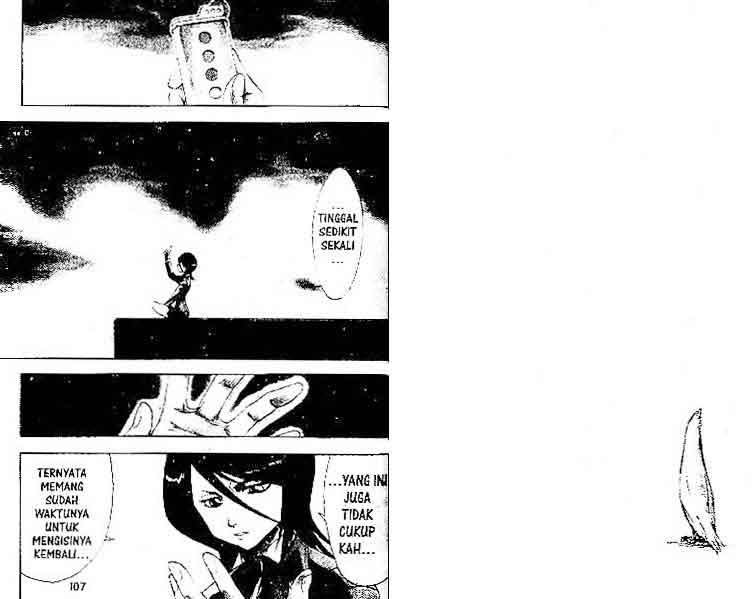 ...
TINGGAL
SEDIKIT
SEKALI
...
...YANG INI
JUGA
TIDAK
CUKUP
KAH...
TERNYATA
MEMANG
SUDAH
WAKTUNYA
UNTUK
MENGISINYA
KEMBALI...
107